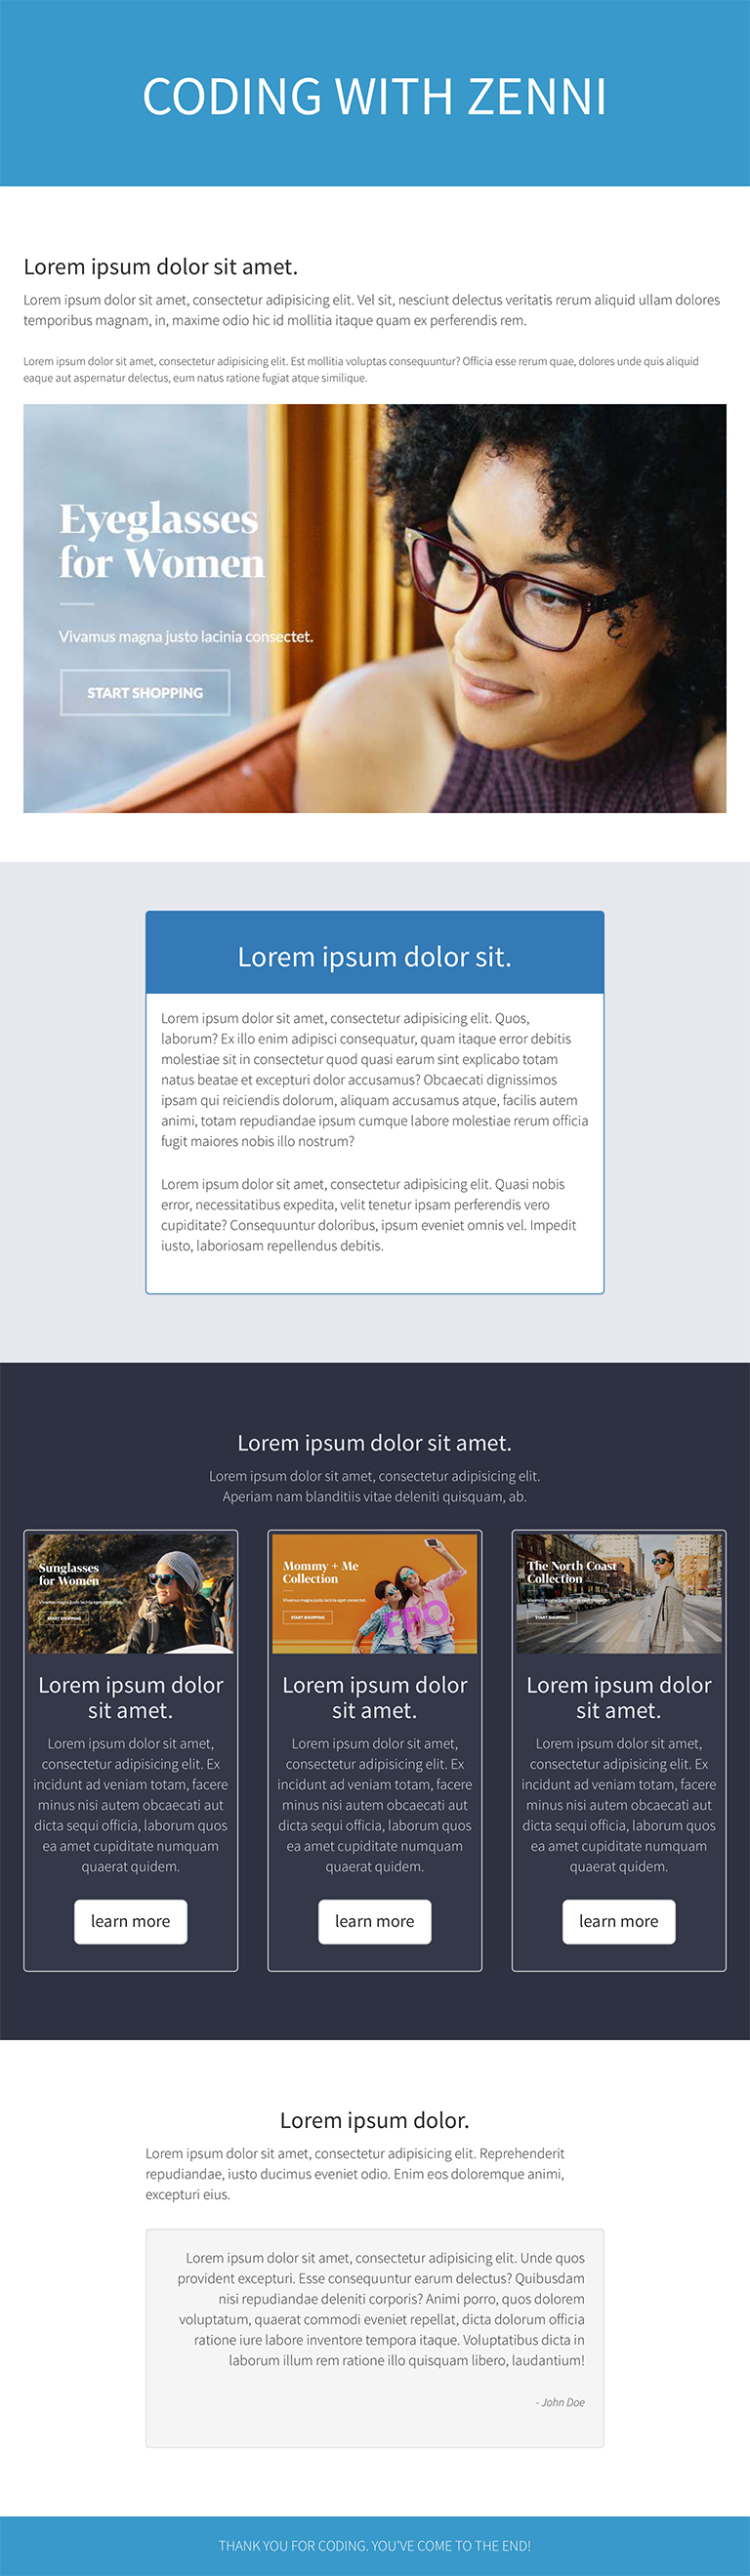 CODING WITH ZENNI
Lorem ipsum dolor sit amet.
Lorem ipsum dolor sit amet, consectetur adipisicing elit. Vel sit, nesciunt delectus veritatis rerum aliquid ullam dolores
temporibus magnam, in, maxime odio hic id mollitia itaque quam ex perferendis rem.
Lorem ipsum dolor sit amet, consectetur adipisicing elit. Est mollitia voluptas consequuntur? Officia esse rerum quae, dolores unde quis aliquid
eaque aut aspernatur delectus, eum natus ratione fugiat atque similique.
Eyeglasses
for Women
Vivamus magna justo lacinia consectet.
START SHOPPING
Lorem ipsum dolor sit.
Lorem ipsum dolor sit amet, consectetur adipisicing elit. Quos,
laborum? Ex illo enim adipisci consequatur, quam itaque error debitis
molestiae sit in consectetur quod quasi earum sint explicabo totam
natus beatae et excepturi dolor accusamus? Obcaecati dignissimos
ipsam qui reiciendis dolorum, aliquam accusamus atque, facilis autem
animi, totam repudiandae ipsum cumque labore molestiae rerum officia
fugit maiores nobis illo nostrum?
Lorem ipsum dolor sit amet, consectetur adipisicing elit. Quasi nobis
error, necessitatibus expedita, velit tenetur ipsam perferendis vero
cupiditate? Consequuntur doloribus, ipsum eveniet omnis vel. Impedit
iusto, laboriosam repellendus debitis.
Lorem ipsum dolor sit amet.
Lorem ipsum dolor sit amet, consectetur adipisicing elit.
Aperiam nam blanditiis vitae deleniti quisquam, ab.
Sunglasses
for Women
Vivamus magna justo lacinia eget consectet.
START SHOPPING
Lorem ipsum dolor
sit amet.
Lorem ipsum dolor sit amet,
consectetur adipisicing elit. Ex
incidunt ad veniam totam, facere
minus nisi autem obcaecati aut
dicta sequi officia, laborum quos
ea amet cupiditate numquam
quaerat quidem.
learn more
Mommy + Me
Collection
Vivamus magna justo lacinia eget consectet.
START SHOPPING
FPO
Lorem ipsum dolor
sit amet.
Lorem ipsum dolor sit amet,
consectetur adipisicing elit. Ex
incidunt ad veniam totam, facere
minus nisi autem obcaecati aut
dicta sequi officia, laborum quos
ea amet cupiditate numquam
quaerat quidem.
learn more
The North Coast
Collection
Vivamus magna justo lacinia eget consectet.
START SHOPPING
Lorem ipsum dolor
sit amet.
Lorem ipsum dolor sit amet,
consectetur adipisicing elit. Ex
incidunt ad veniam totam, facere
minus nisi autem obcaecati aut
dicta sequi officia, laborum quos
ea amet cupiditate numquam
quaerat quidem.
learn more
Lorem ipsum dolor.
Lorem ipsum dolor sit amet, consectetur adipisicing elit. Reprehenderit
repudiandae, iusto ducimus eveniet odio. Enim eos doloremque animi,
excepturi eius.
Lorem ipsum dolor sit amet, consectetur adipisicing elit. Unde quos
provident excepturi. Esse consequuntur earum delectus? Quibusdam
nisi repudiandae deleniti corporis? Animi porro, quos dolorem
voluptatum, quaerat commodi eveniet repellat, dicta dolorum officia
ratione iure labore inventore tempora itaque. Voluptatibus dicta in
laborum illum rem ratione illo quisquam libero, laudantium!
- John Doe
THANK YOU FOR CODING. YOU'VE COME TO THE END!